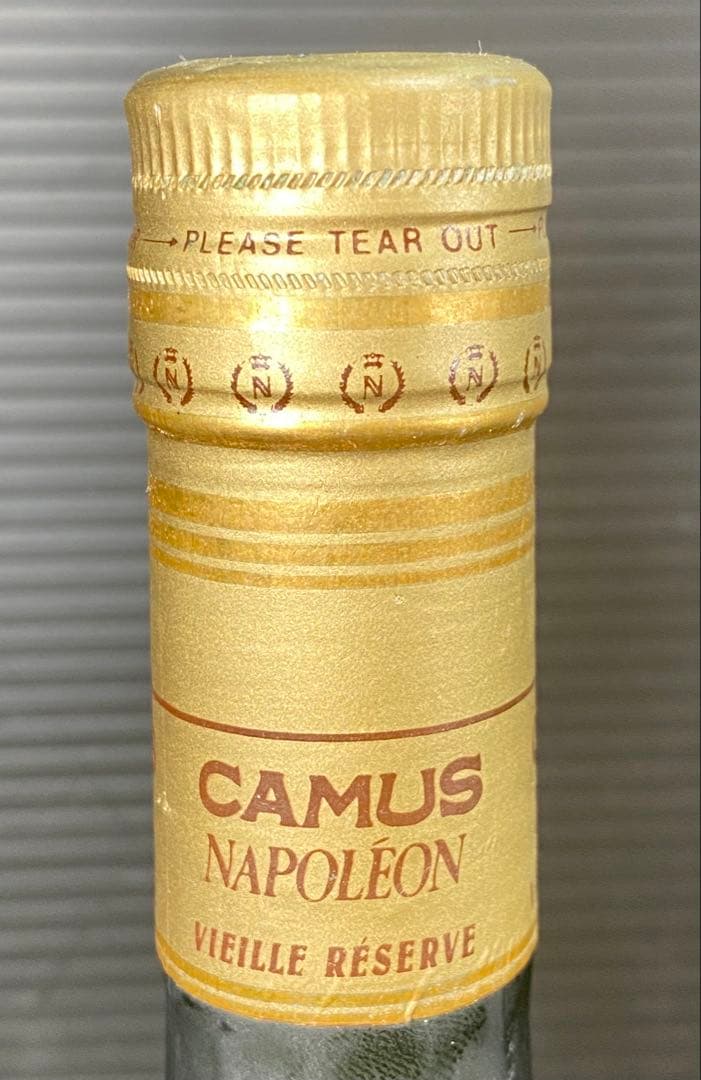 PLEASE TEAR OUT
N N N N N
CAMUS
NAPOLÉON
VIEILLE RÉSERVE